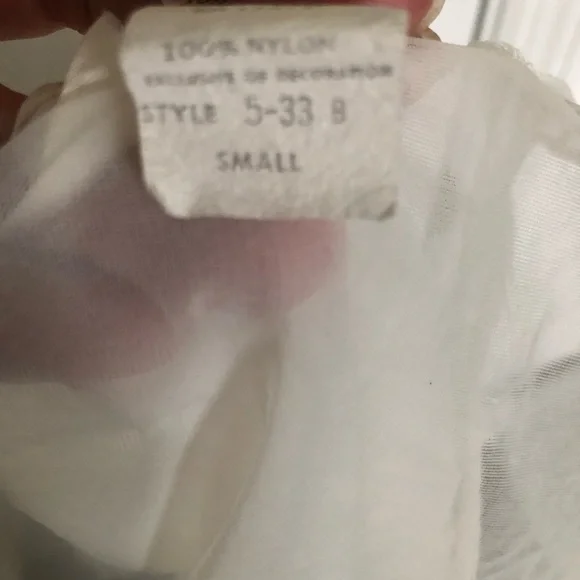 100% NYLON
EXCLUSIVE OF DECORATION
STYLE 5-33 B
SMALL